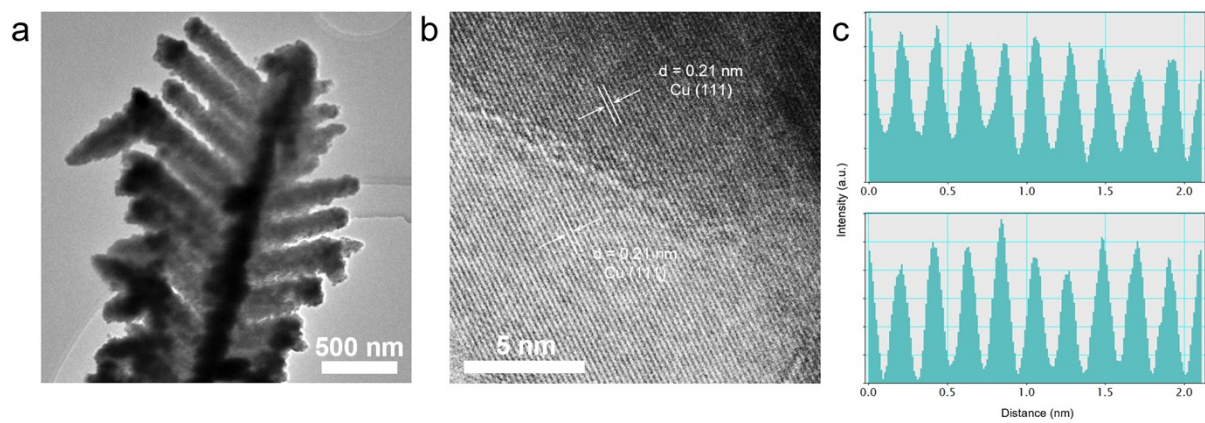 a
500 nm
b
d = 0.21 nm
Cu (111)
d = 0.21 nm
Cu (111)
5 nm
c
Intensity (a.u.)
0.0
0.5
1.0
1.5
2.0
0.0
0.5
1.0
1.5
2.0
Distance (nm)